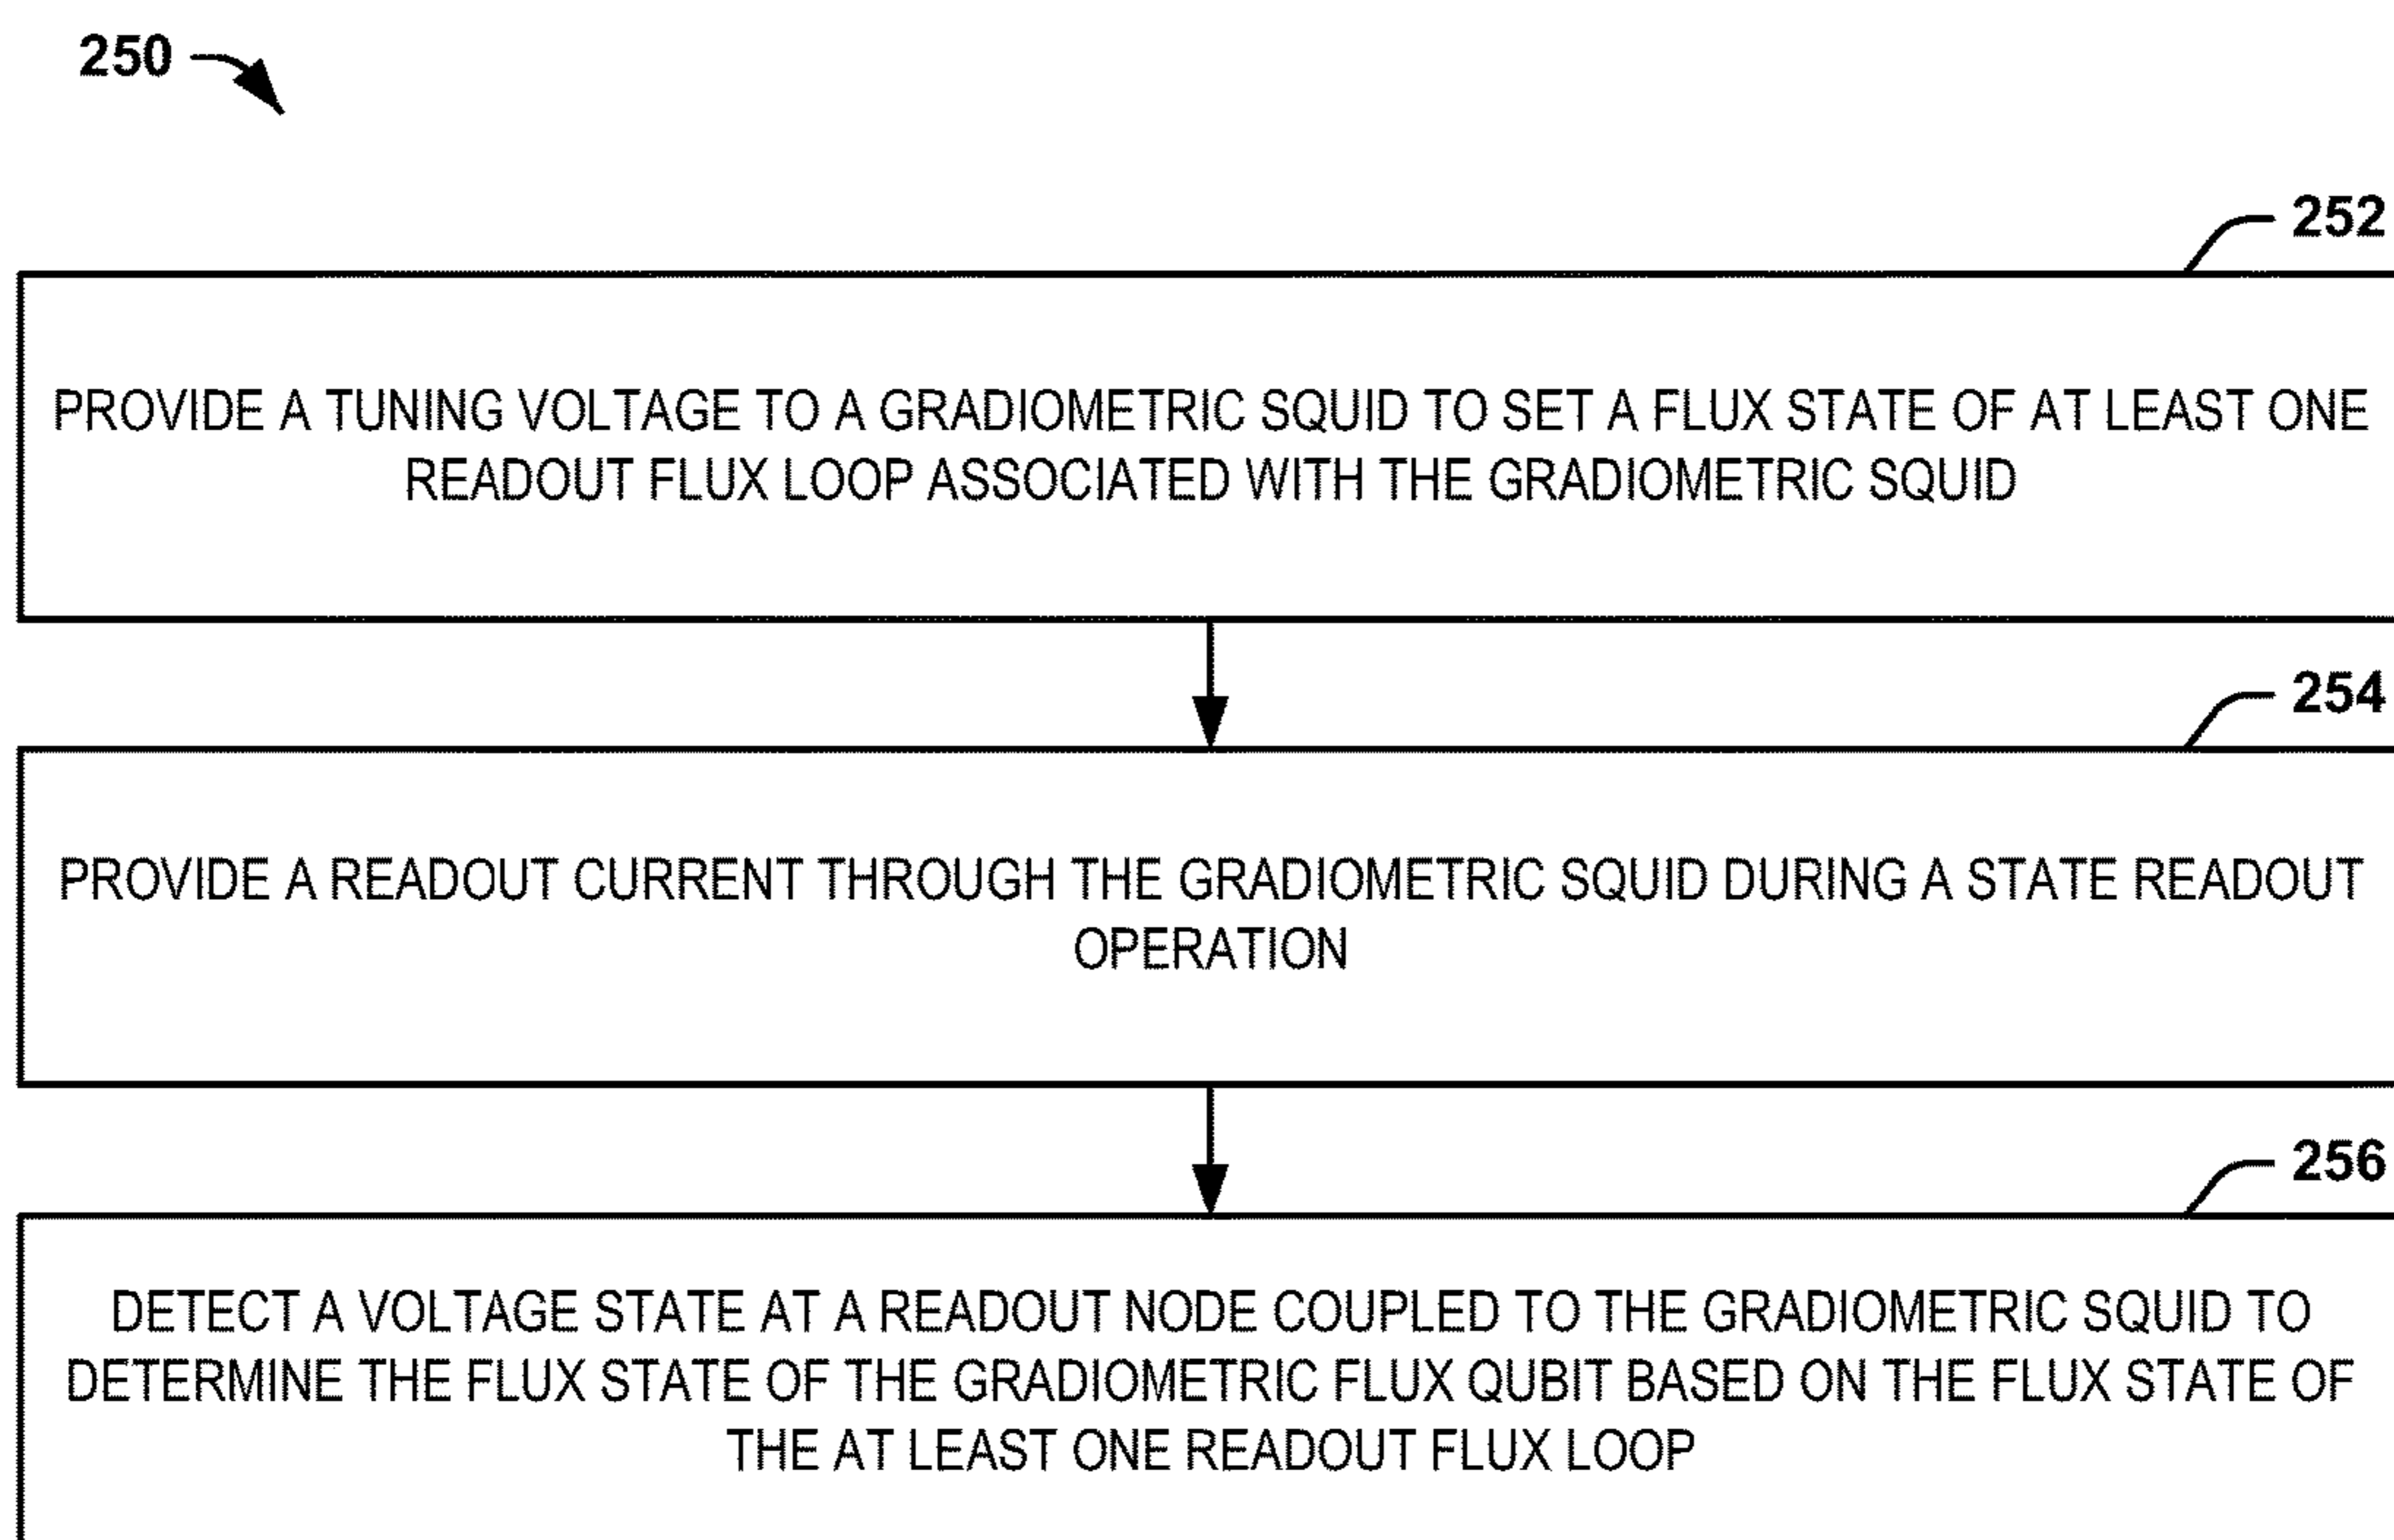 250
252
PROVIDE A TUNING VOLTAGE TO A GRADIOMETRIC SQUID TO SET A FLUX STATE OF AT LEAST ONE
READOUT FLUX LOOP ASSOCIATED WITH THE GRADIOMETRIC SQUID
254
PROVIDE A READOUT CURRENT THROUGH THE GRADIOMETRIC SQUID DURING A STATE READOUT
OPERATION
256
DETECT A VOLTAGE STATE AT A READOUT NODE COUPLED TO THE GRADIOMETRIC SQUID TO
DETERMINE THE FLUX STATE OF THE GRADIOMETRIC FLUX QUBIT BASED ON THE FLUX STATE OF
THE AT LEAST ONE READOUT FLUX LOOP